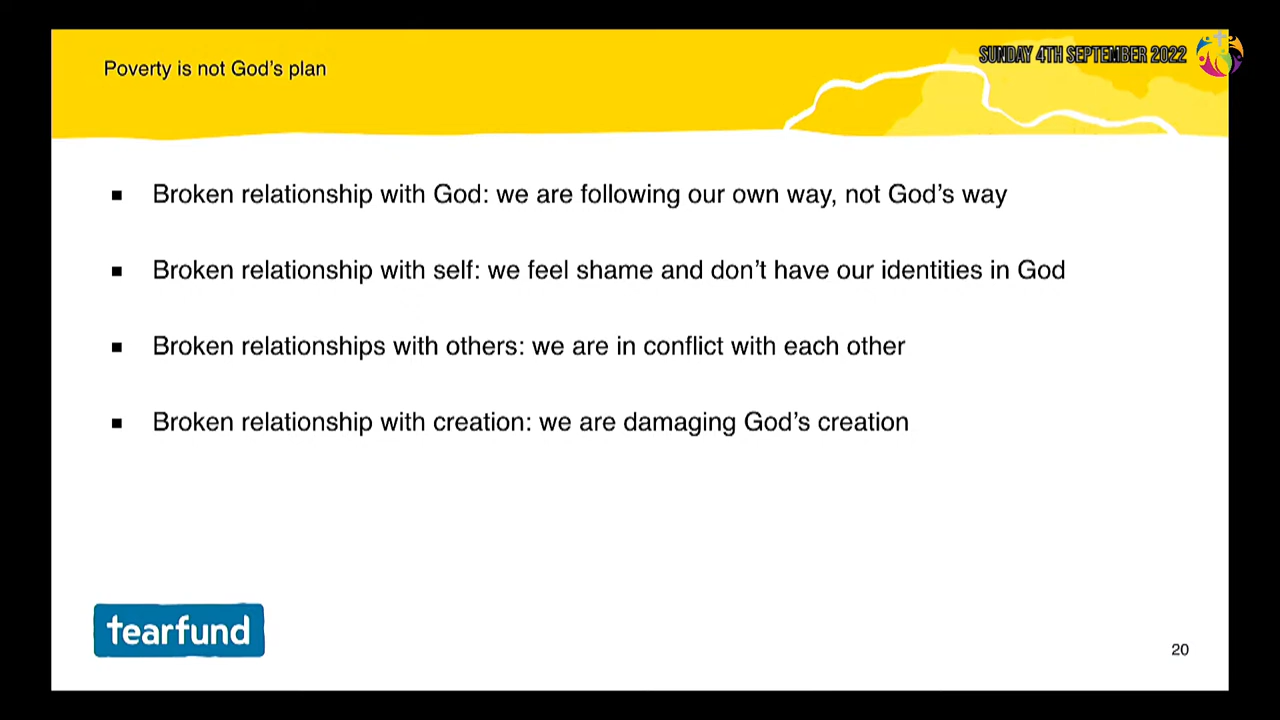 Poverty is not God's plan
SUNDAY 4TH SEPTEMBER 2022
▪ Broken relationship with God: we are following our own way, not God's way
▪ Broken relationship with self: we feel shame and don't have our identities in God
▪ Broken relationships with others: we are in conflict with each other
▪ Broken relationship with creation: we are damaging God's creation
tearfund
20